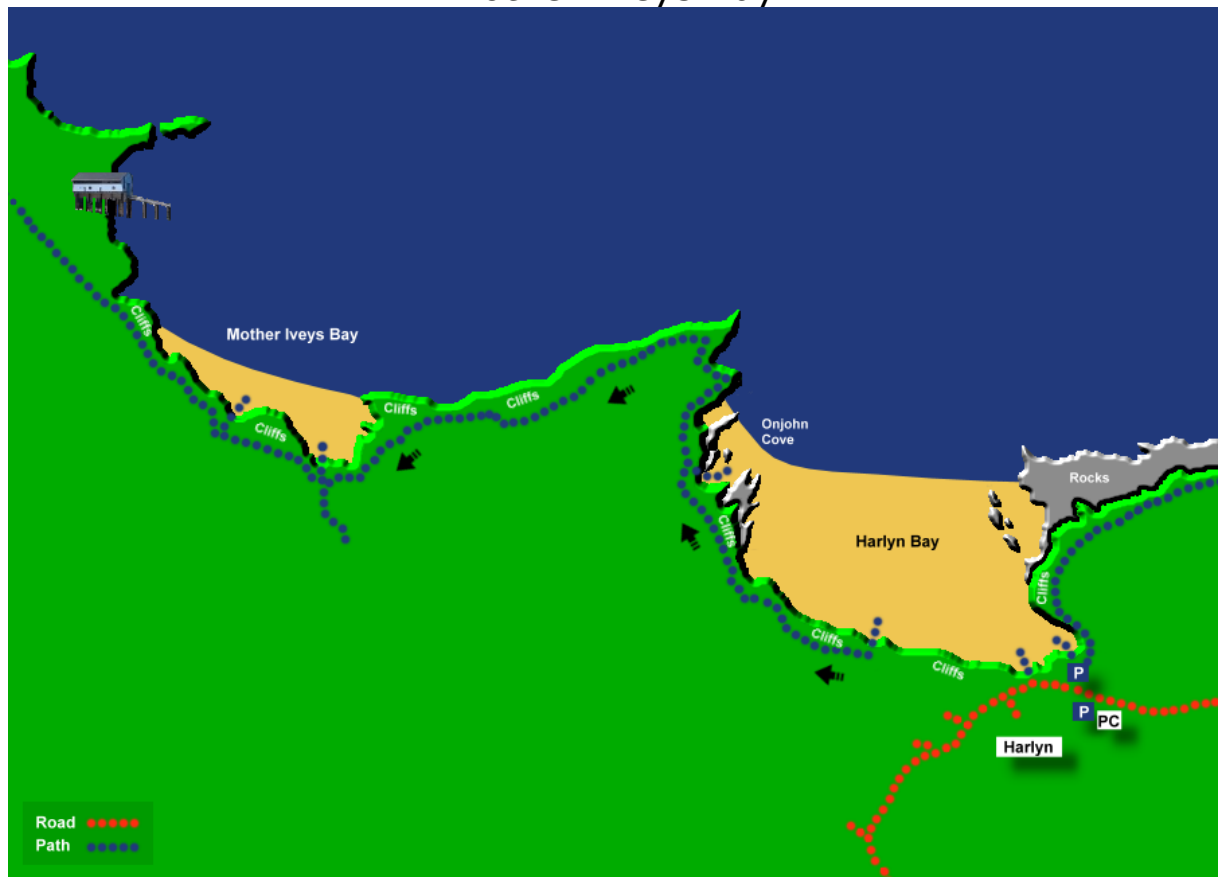 Mother Iveys Bay
Cliffs
Cliffs
Cliffs
Cliffs
Onjohn
Cove
Rocks
Harlyn Bay
Cliffs
Cliffs
Cliffs
Cliffs
P
P
PC
Harlyn
Road
Path